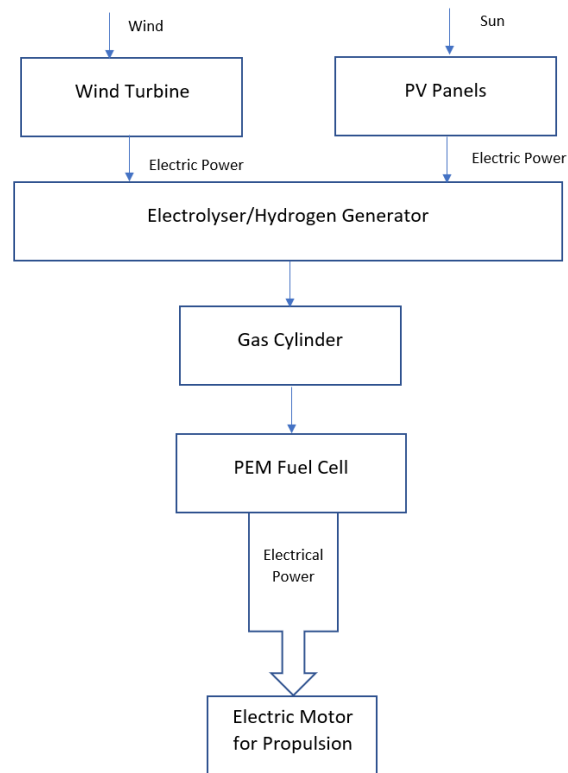 Wind
Sun
Wind Turbine
PV Panels
Electric Power
Electric Power
Electrolyser/Hydrogen Generator
Gas Cylinder
PEM Fuel Cell
Electrical
Power
Electric Motor
for Propulsion